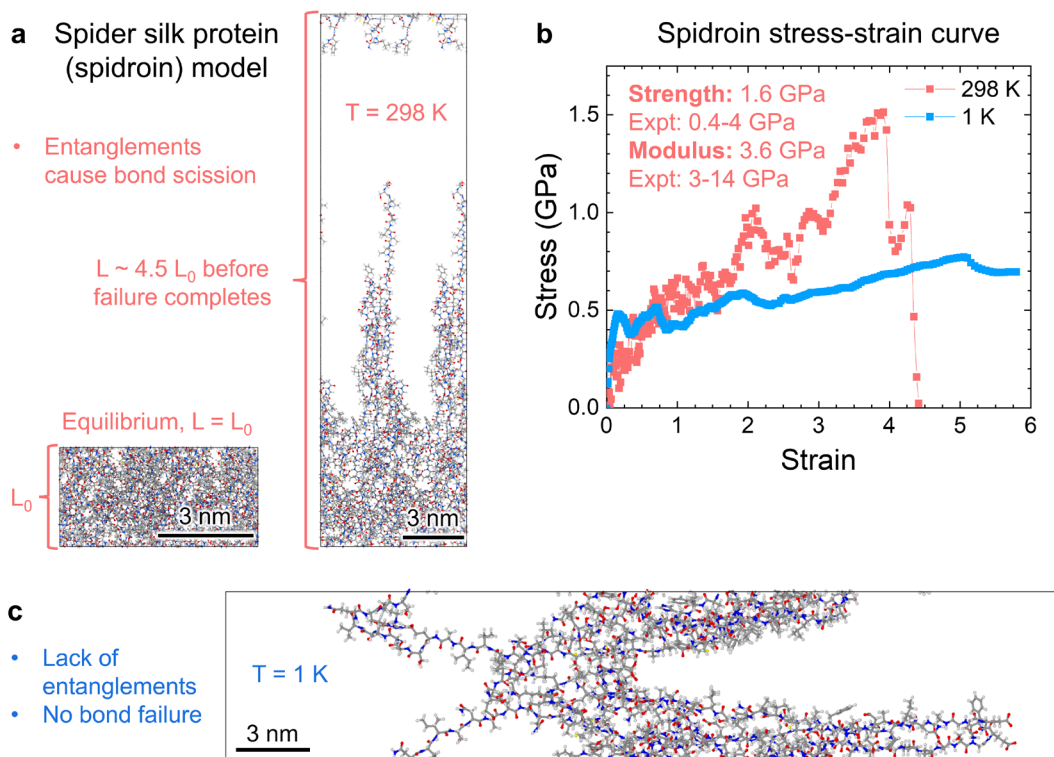 a Spider silk protein
(spidroin) model
• Entanglements
cause bond scission
T = 298 K
L ~ 4.5 L₀ before
failure completes
Equilibrium, L = L₀
L₀
3 nm
3 nm
b Spidroin stress-strain curve
Strength: 1.6 GPa
Expt: 0.4-4 GPa
Modulus: 3.6 GPa
Expt: 3-14 GPa
298 K
1 K
Stress (GPa)
1.5
1.0
0.5
0.0
0 1 2 3 4 5 6
Strain
c
• Lack of
entanglements
• No bond failure
T = 1 K
3 nm